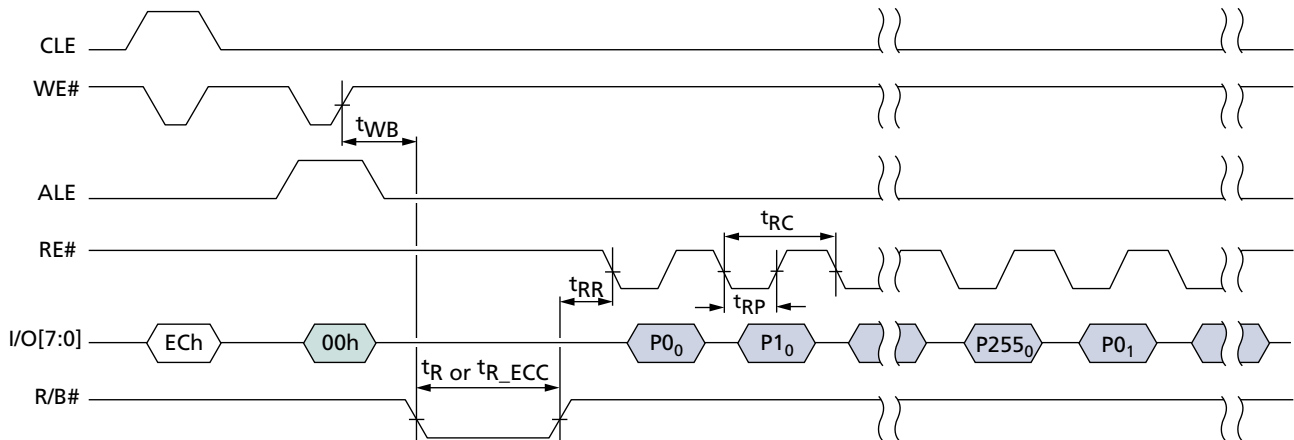 CLE
WE#
tWB
ALE
tRC
RE#
tRR
tRP
I/O[7:0]
ECh
00h
P0₀
P1₀
P255₀
P0₁
tR or tR_ECC
R/B#